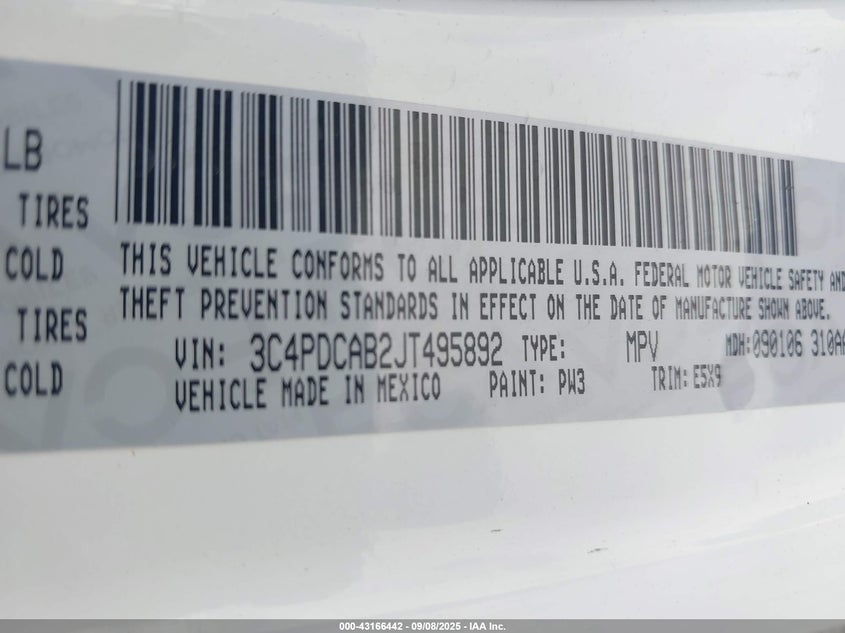 LB
TIRES
COLD
TIRES
COLD
THIS VEHICLE CONFORMS TO ALL APPLICABLE U.S.A. FEDERAL MOTOR VEHICLE SAFETY AND
THEFT PREVENTION STANDARDS IN EFFECT ON THE DATE OF MANUFACTURE SHOWN ABOVE.
VIN: 3C4PDCAB2JT495892 TYPE: MPV MDH: 090106 310AA
VEHICLE MADE IN MEXICO PAINT: PW3 TRIM: E5X9
000-43166442 - 09/08/2025 - IAA Inc.